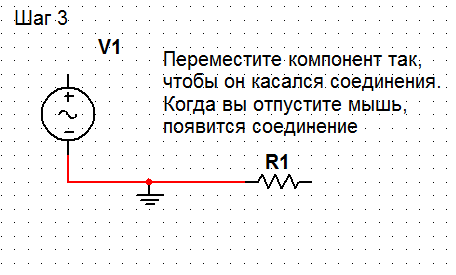 Шаг 3
V1
Переместите компонент так,
чтобы он касался соединения.
Когда вы отпустите мышь,
появится соединение
R1